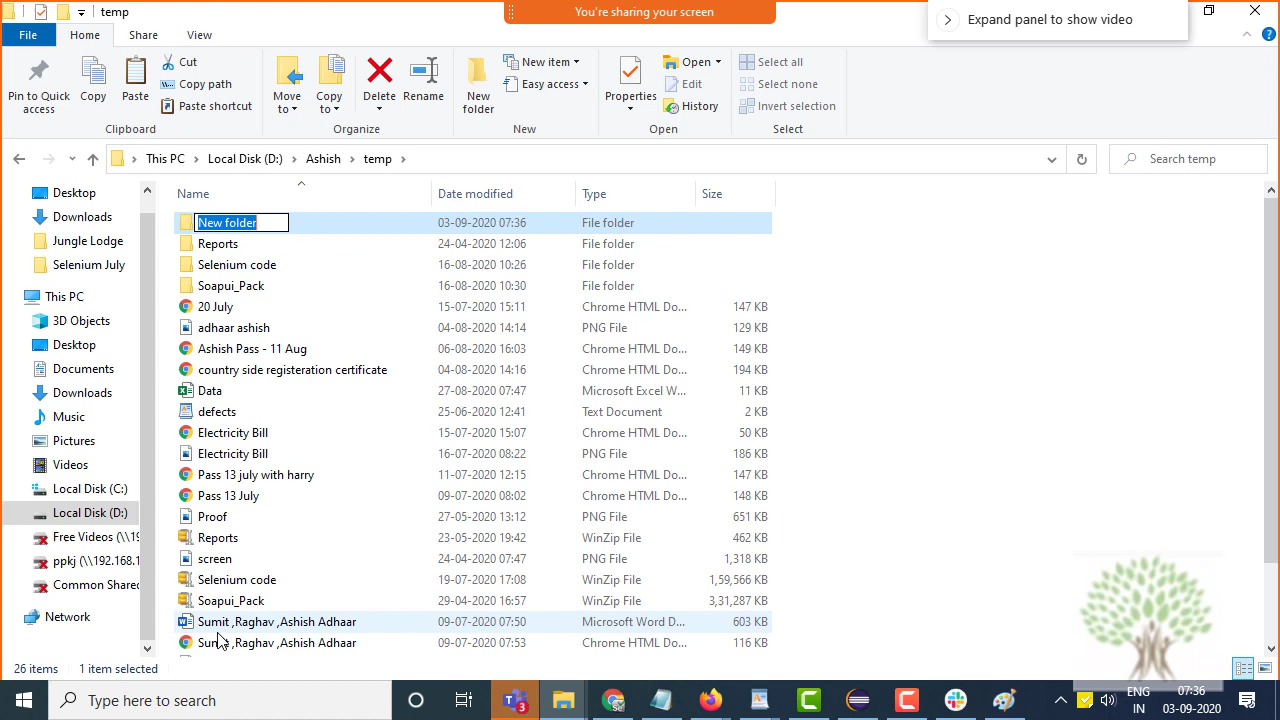 temp
You're sharing your screen
Expand panel to show video
File Home Share View
Pin to Quick access
Copy
Paste
Cut
Copy path
Paste shortcut
Clipboard
Move to
Copy to
Delete
Rename
Organize
New folder
New item
Easy access
New
Properties
Open
Edit
History
Open
Select all
Select none
Invert selection
Select
This PC Local Disk (D:) Ashish temp
Search temp
Desktop
Downloads
Jungle Lodge
Selenium July
This PC
3D Objects
Desktop
Documents
Downloads
Music
Pictures
Videos
Local Disk (C:)
Local Disk (D:)
Free Videos (\\19
ppkj (\\192.168.1
Common Share
Network
Name Date modified Type Size
New folder 03-09-2020 07:36 File folder
Reports 24-04-2020 12:06 File folder
Selenium code 16-08-2020 10:26 File folder
Soapui_Pack 16-08-2020 10:30 File folder
20 July 15-07-2020 15:11 Chrome HTML Do... 147 KB
adhaar ashish 04-08-2020 14:14 PNG File 129 KB
Ashish Pass - 11 Aug 06-08-2020 16:03 Chrome HTML Do... 149 KB
country side registration certificate 04-08-2020 14:16 Chrome HTML Do... 194 KB
Data 27-08-2020 07:47 Microsoft Excel W... 11 KB
defects 25-06-2020 12:41 Text Document 2 KB
Electricity Bill 15-07-2020 15:07 Chrome HTML Do... 50 KB
Electricity Bill 16-07-2020 08:22 PNG File 186 KB
Pass 13 july with harry 11-07-2020 12:15 Chrome HTML Do... 147 KB
Pass 13 July 09-07-2020 08:02 Chrome HTML Do... 148 KB
Proof 27-05-2020 13:12 PNG File 651 KB
Reports 23-05-2020 19:42 WinZip File 462 KB
screen 24-04-2020 07:47 PNG File 1,318 KB
Selenium code 19-07-2020 17:08 WinZip File 1,59,566 KB
Soapui_Pack 29-04-2020 16:57 WinZip File 3,31,287 KB
Sumit ,Raghav ,Ashish Adhaar 09-07-2020 07:50 Microsoft Word D... 603 KB
Sumit ,Raghav ,Ashish Adhaar 09-07-2020 07:53 Chrome HTML Do... 116 KB
26 items 1 item selected
Type here to search
3
ENG
IN
07:36
03-09-2020